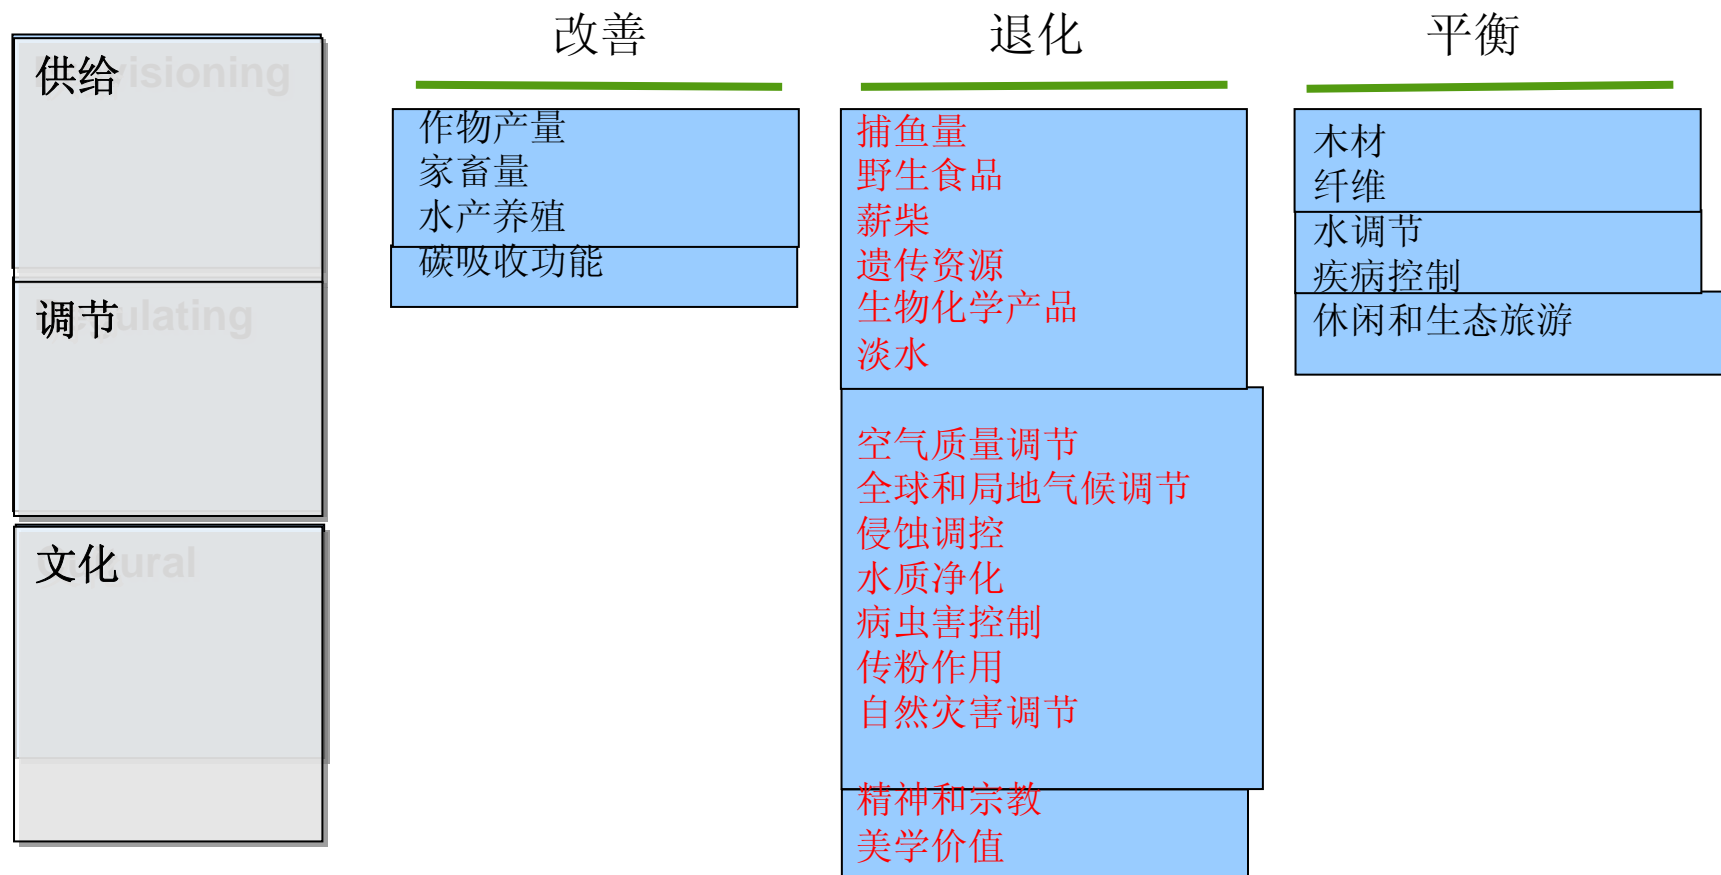 改善
退化
平衡
供给
visioning
调节
ulating
文化
ural
作物产量
家畜量
水产养殖
碳吸收功能
捕鱼量
野生食品
薪柴
遗传资源
生物化学产品
淡水
空气质量调节
全球和局地气候调节
侵蚀调控
水质净化
病虫害控制
传粉作用
自然灾害调节
精神和宗教
美学价值
木材
纤维
水调节
疾病控制
休闲和生态旅游